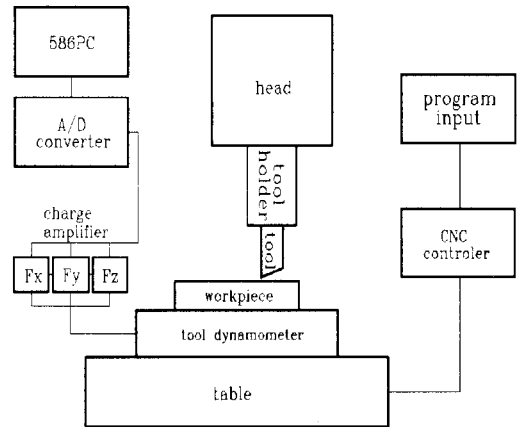 586PC
A/D
converter
charge
amplifier
Fx
Fy
Fz
head
tool
holder
tool
workpiece
tool dynamometer
table
program
input
CNC
controler